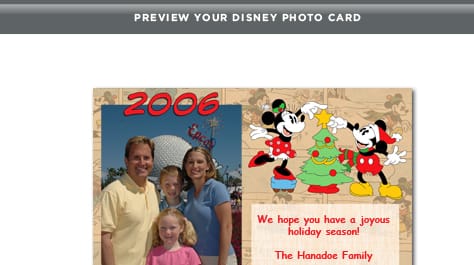 PREVIEW YOUR DISNEY PHOTO CARD
2006
We hope you have a joyous
holiday season!
The Hanadoe Family